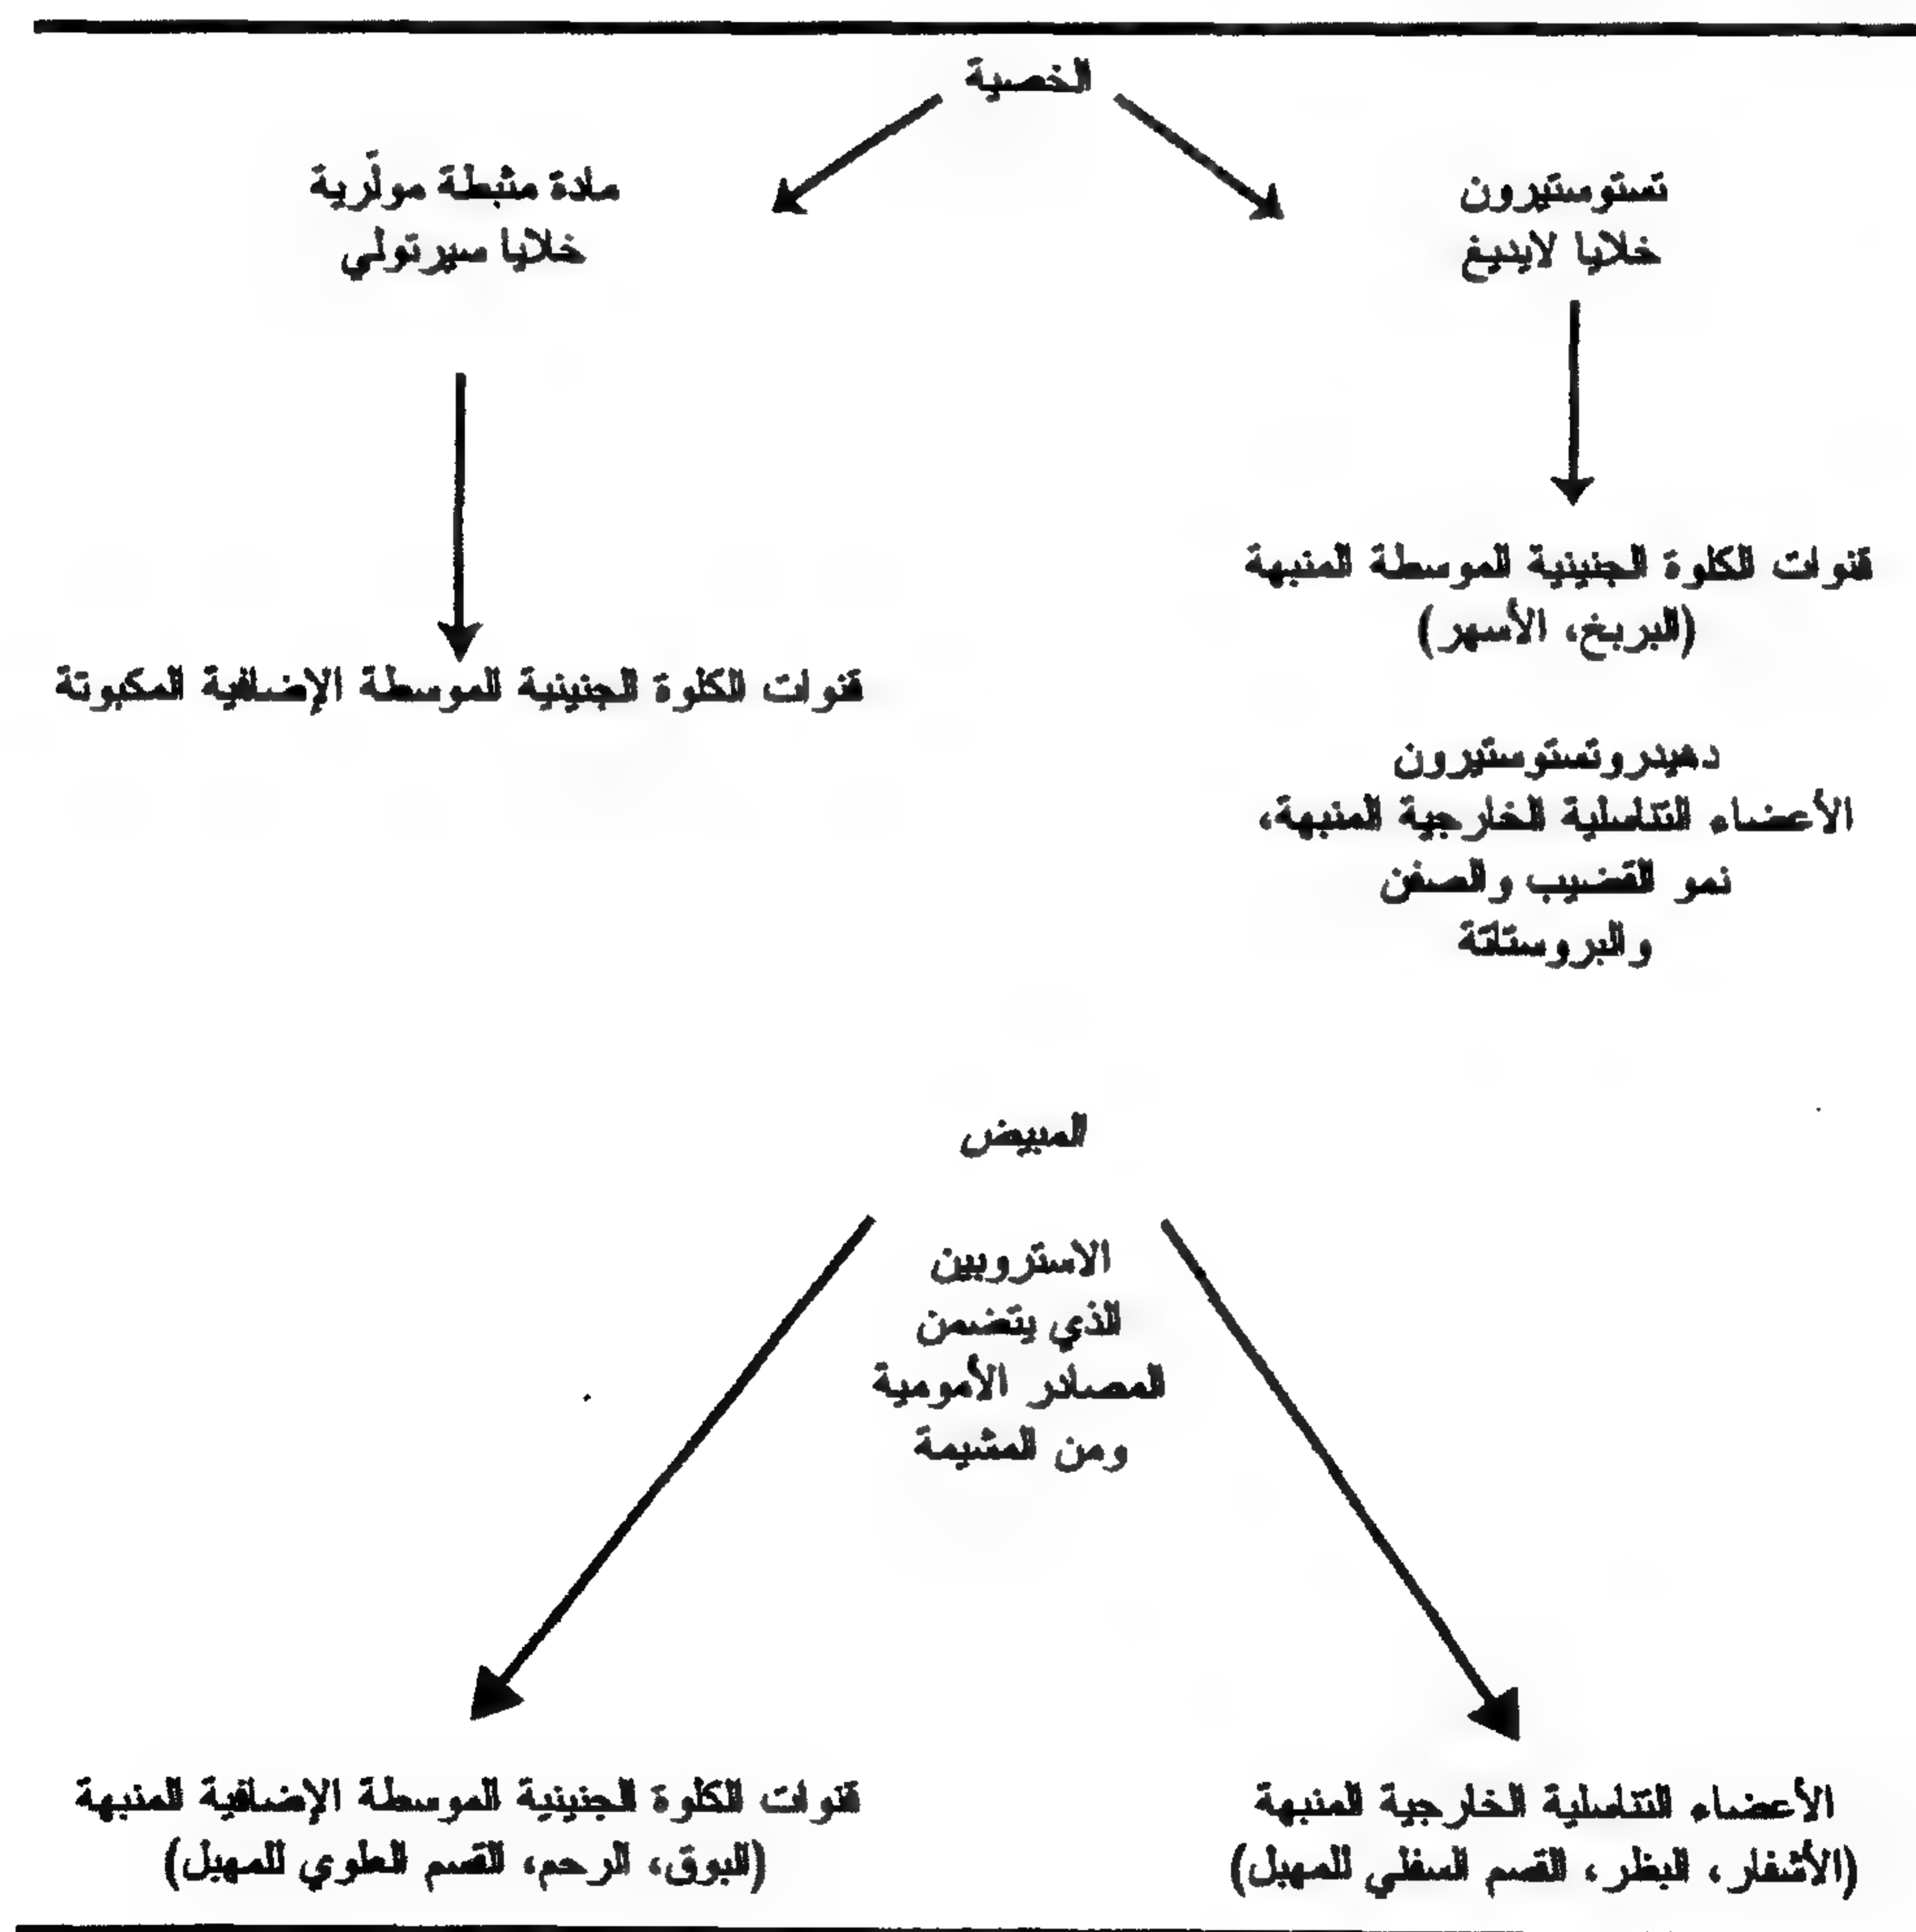 الخصية
تستوستيرون
خلايا لايديغ
مادة مثبطة مولّرية
خلايا سيرتولي
قنوات الكلوة الجنينية الموسطة المنبهة
(البربخ، الأسهر)
قنوات الكلوة الجنينية الموسطة الإضافية المكبوتة
دهيدروتستوستيرون
الأعضاء التناسلية الخارجية المنبهة،
نمو القضيب والصفن
والبروستاتة
المبيض
الاستروجين
الذي يتضمن
المصادر الأمومية
ومن المشيمة
الأعضاء التناسلية الخارجية المنبهة
(الأشفار، البظر، القسم السفلي للمهبل)
قنوات الكلوة الجنينية الموسطة الإضافية المنبهة
(البوق، الرحم، القسم العلوي للمهبل)